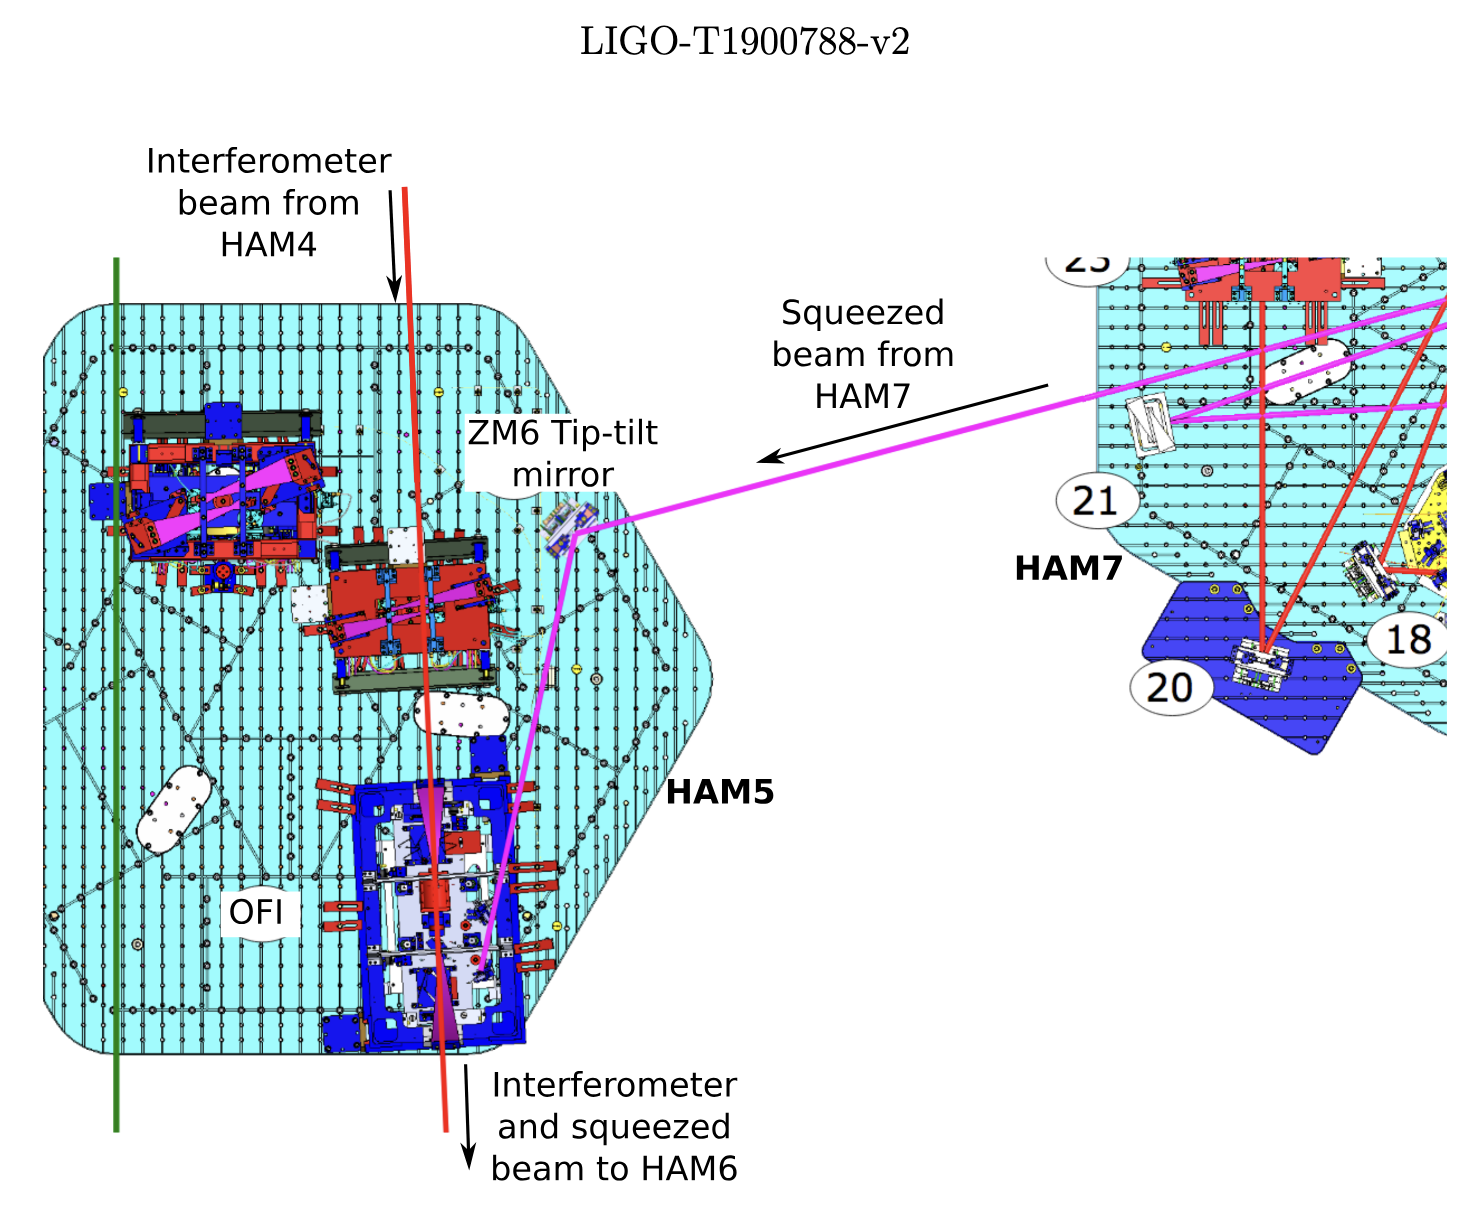 LIGO-T1900788-v2
Interferometer
beam from
HAM4
Squeezed
beam from
HAM7
ZM6 Tip-tilt
mirror
23
21
HAM7
18
20
HAM5
OFI
Interferometer
and squeezed
beam to HAM6